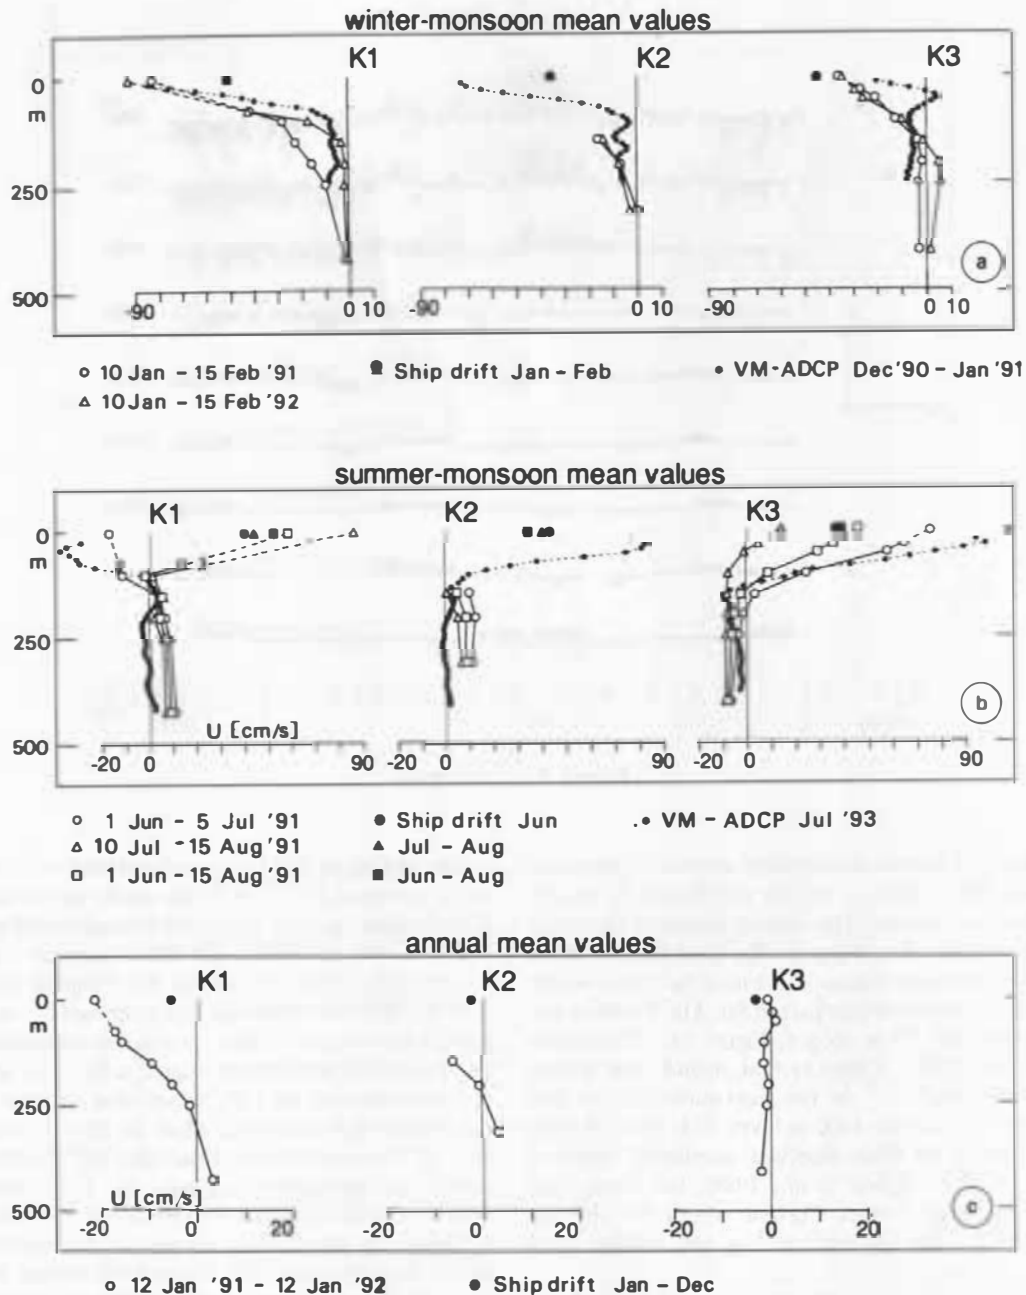 winter-monsoon mean values
K1 K2 K3
0
m
250
500
-90 0 10 -90 0 10 -90 0 10
a
○ 10 Jan - 15 Feb '91 ■ Ship drift Jan - Feb • VM-ADCP Dec '90 - Jan '91
△ 10 Jan - 15 Feb '92
summer-monsoon mean values
K1 K2 K3
0
m
250
500
U [cm/s]
-20 0 90 -20 0 90 -20 0 90
b
○ 1 Jun - 5 Jul '91 ● Ship drift Jun • VM - ADCP Jul '93
△ 10 Jul - 15 Aug '91 ▲ Jul - Aug
□ 1 Jun - 15 Aug '91 ■ Jun - Aug
annual mean values
K1 K2 K3
0
m
250
500
U [cm/s]
-20 0 20 -20 0 20 -20 0 20
c
○ 12 Jan '91 - 12 Jan '92 ● Ship drift Jan - Dec